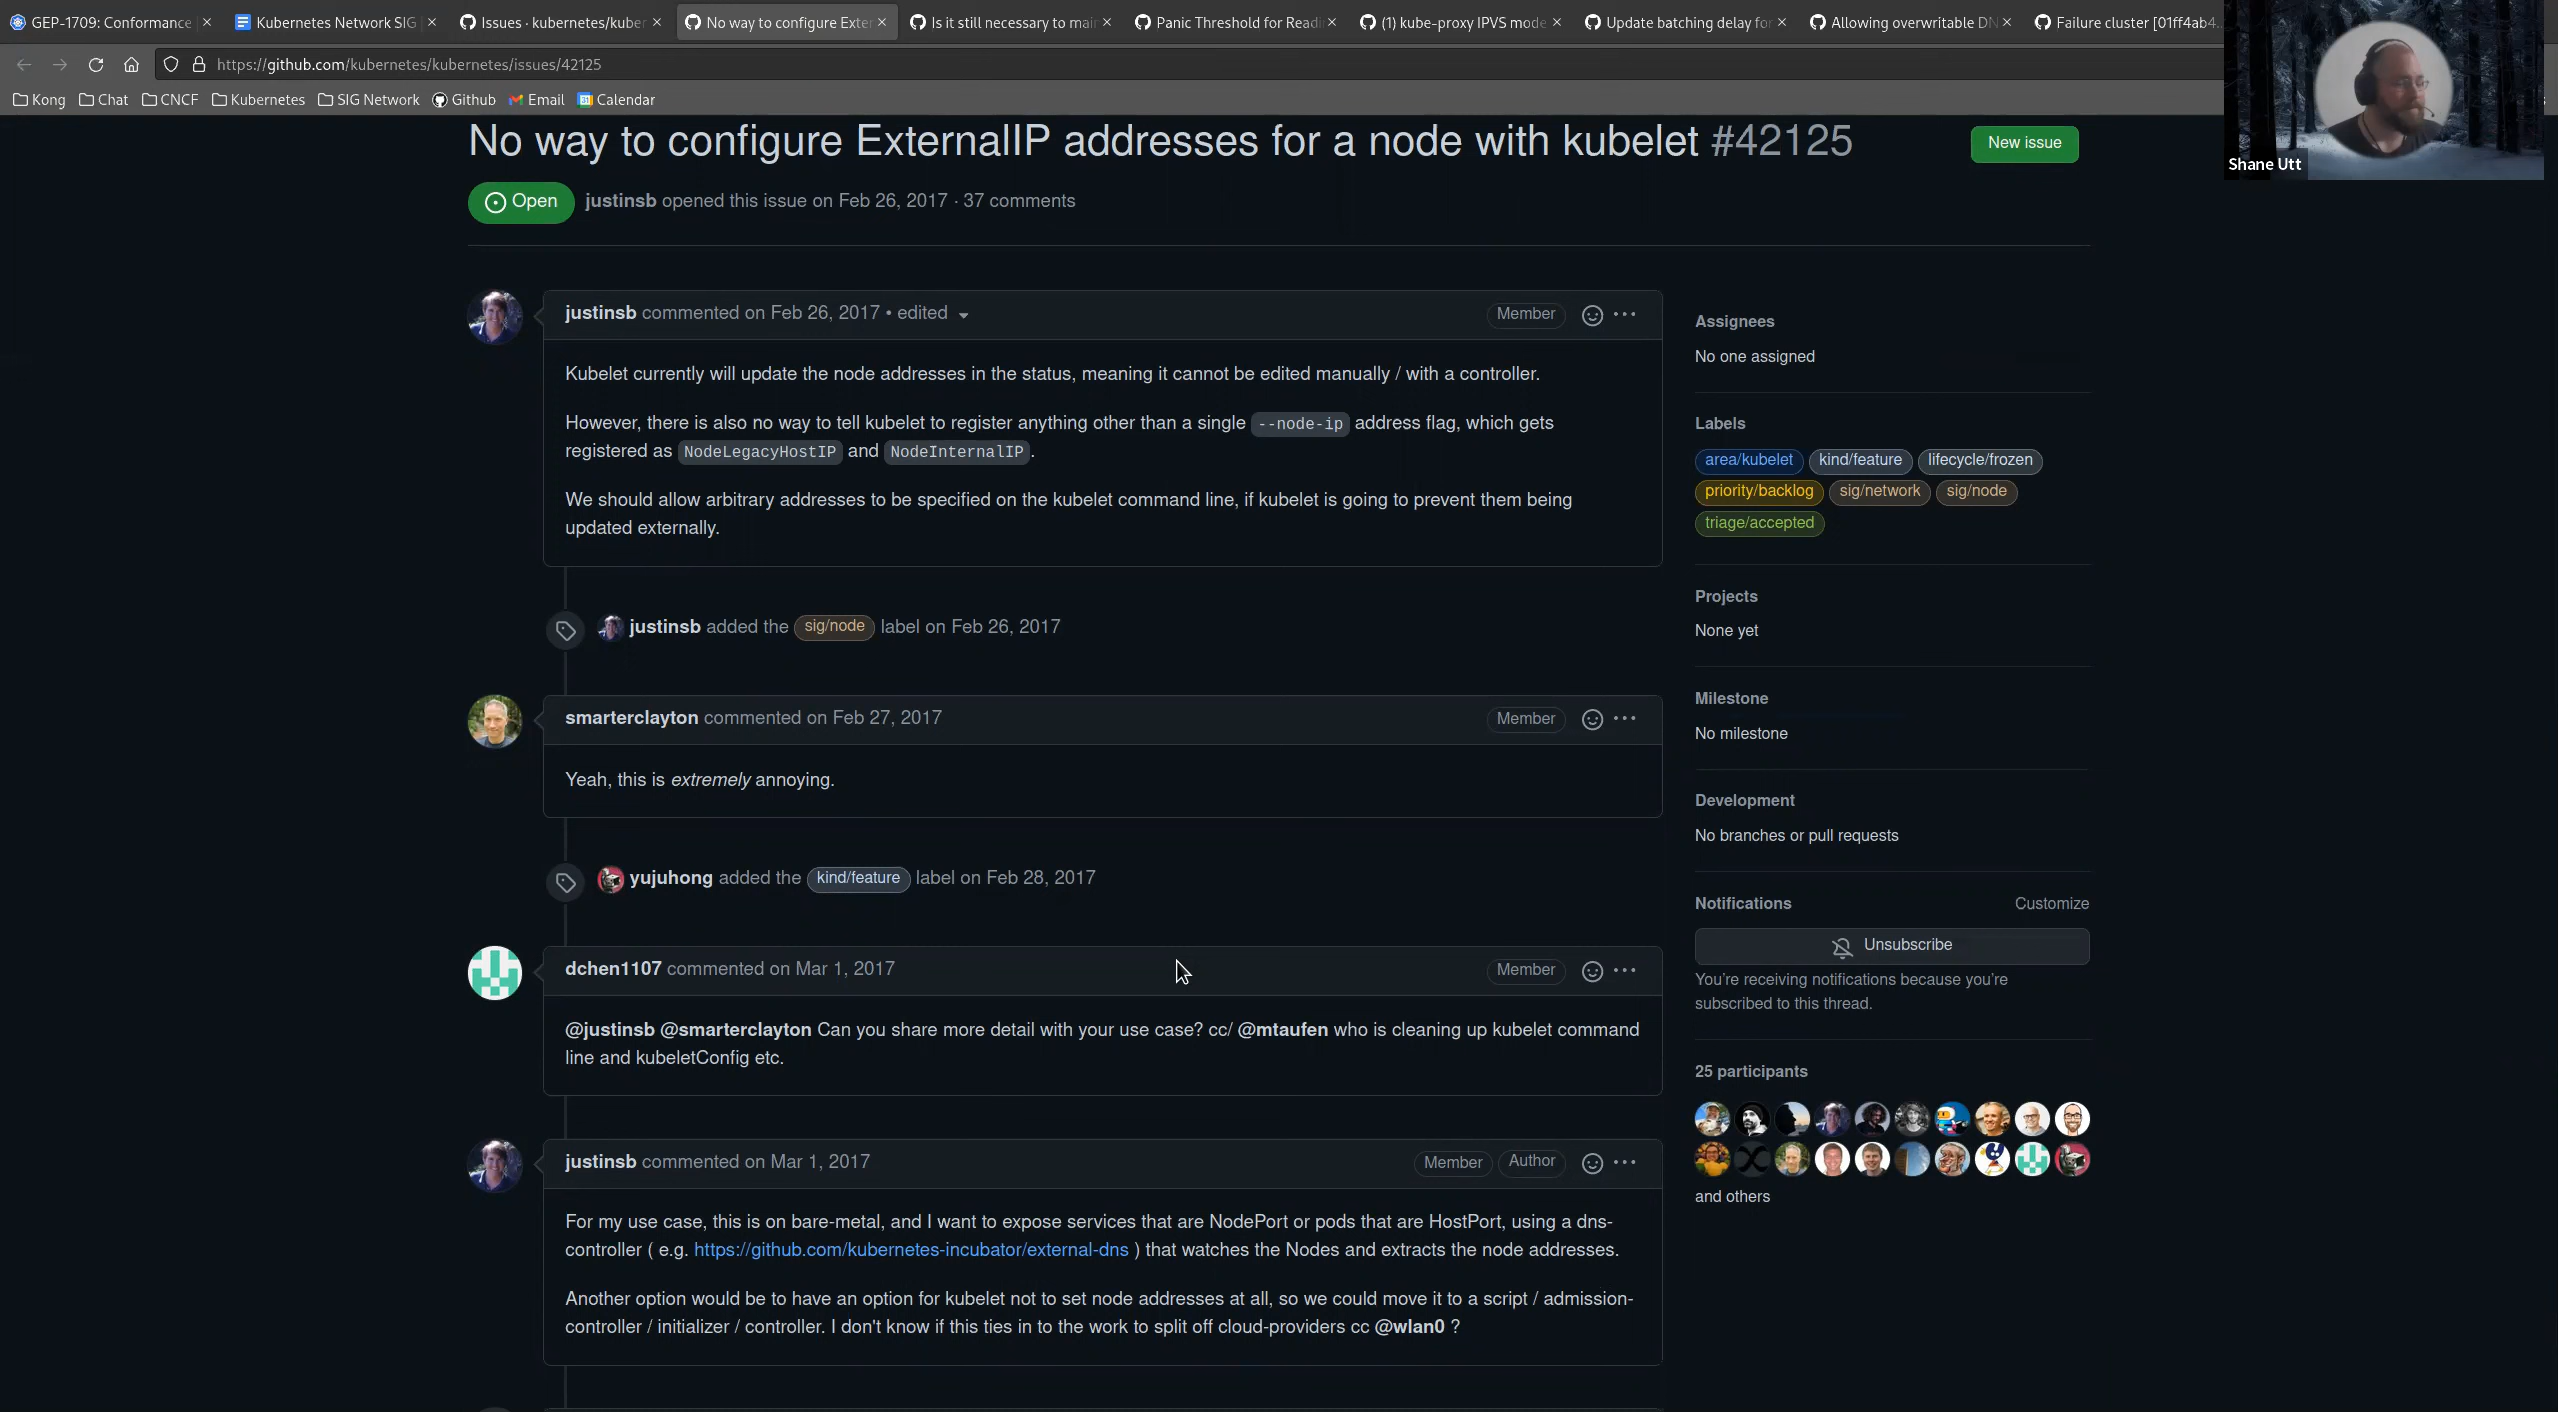 GEP-1709: Conformance
Kubernetes Network SIG
Issues · kubernetes/kuber
No way to configure Exter
Is it still necessary to mai
Panic Threshold for Readi
(1) kube-proxy IPVS mode
Update batching delay fo
Allowing overwritable DN
Failure cluster [01ff4ab4...
https://github.com/kubernetes/kubernetes/issues/42125
Kong Chat CNCF Kubernetes SIG Network Github Email Calendar
Shane Utt
No way to configure ExternalIP addresses for a node with kubelet #42125
New issue
Open justinsb opened this issue on Feb 26, 2017 · 37 comments
justinsb commented on Feb 26, 2017 • edited
Member
Kubelet currently will update the node addresses in the status, meaning it cannot be edited manually / with a controller.
However, there is also no way to tell kubelet to register anything other than a single --node-ip address flag, which gets
registered as NodeLegacyHostIP and NodeInternalIP.
We should allow arbitrary addresses to be specified on the kubelet command line, if kubelet is going to prevent them being
updated externally.
justinsb added the sig/node label on Feb 26, 2017
smarterclayton commented on Feb 27, 2017
Member
Yeah, this is extremely annoying.
yujuhong added the kind/feature label on Feb 28, 2017
dchen1107 commented on Mar 1, 2017
Member
@justinsb @smarterclayton Can you share more detail with your use case? cc/ @mtaufen who is cleaning up kubelet command
line and kubeletConfig etc.
justinsb commented on Mar 1, 2017
Member Author
For my use case, this is on bare-metal, and I want to expose services that are NodePort or pods that are HostPort, using a dns-
controller ( e.g. https://github.com/kubernetes-incubator/external-dns ) that watches the Nodes and extracts the node addresses.
Another option would be to have an option for kubelet not to set node addresses at all, so we could move it to a script / admission-
controller / initializer / controller. I don't know if this ties in to the work to split off cloud-providers cc @wlan0 ?
Assignees
No one assigned
Labels
area/kubelet kind/feature lifecycle/frozen
priority/backlog sig/network sig/node
triage/accepted
Projects
None yet
Milestone
No milestone
Development
No branches or pull requests
Notifications Customize
Unsubscribe
You're receiving notifications because you're
subscribed to this thread.
25 participants
and others